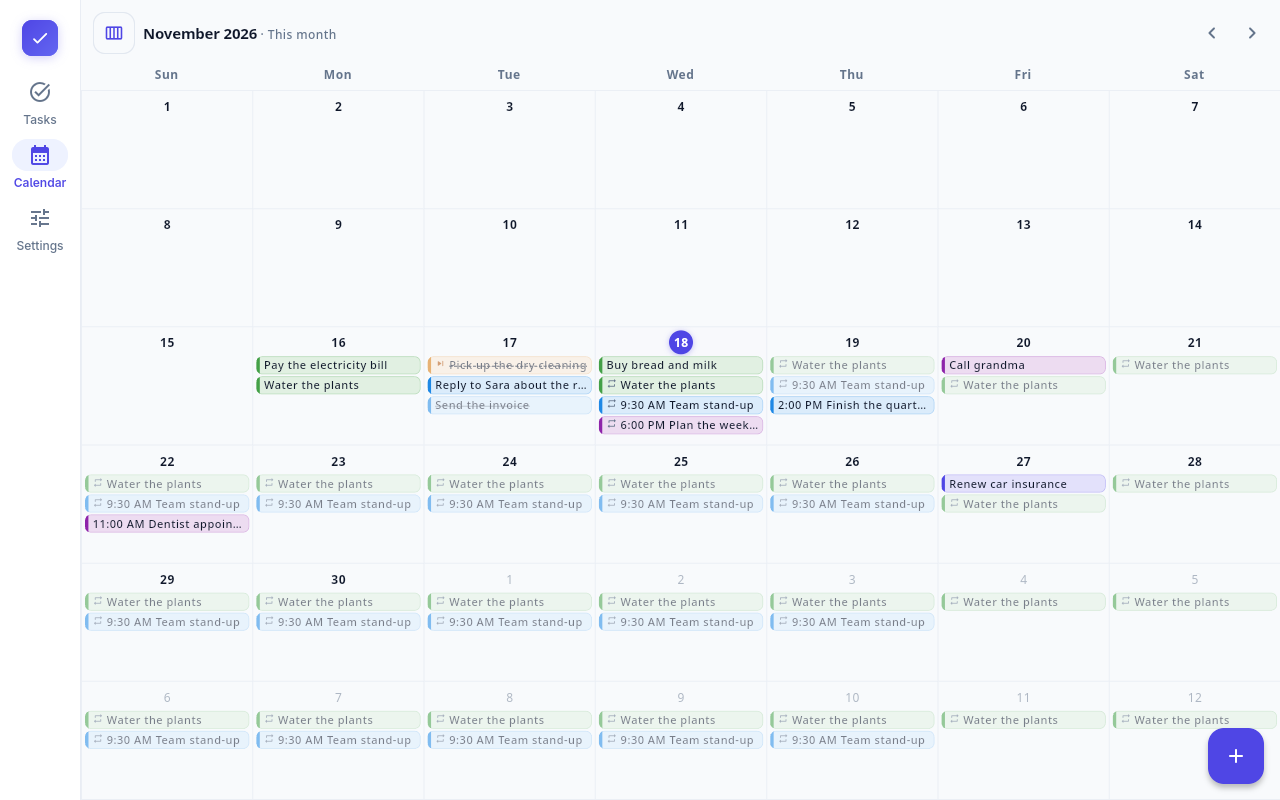 November 2026 · This month
Tasks
Calendar
Settings
Sun Mon Tue Wed Thu Fri Sat
1 2 3 4 5 6 7
8 9 10 11 12 13 14
15 16 17 18 19 20 21
Pay the electricity bill
Water the plants
Pick up the dry cleaning
Reply to Sara about the r...
Send the invoice
Buy bread and milk
Water the plants
9:30 AM Team stand-up
6:00 PM Plan the week...
Water the plants
9:30 AM Team stand-up
2:00 PM Finish the quart...
Call grandma
Water the plants
Water the plants
22 23 24 25 26 27 28
Water the plants
9:30 AM Team stand-up
11:00 AM Dentist appoin...
Water the plants
9:30 AM Team stand-up
Water the plants
9:30 AM Team stand-up
Water the plants
9:30 AM Team stand-up
Water the plants
9:30 AM Team stand-up
Renew car insurance
Water the plants
Water the plants
29 30 1 2 3 4 5
Water the plants
9:30 AM Team stand-up
Water the plants
9:30 AM Team stand-up
Water the plants
9:30 AM Team stand-up
Water the plants
9:30 AM Team stand-up
Water the plants
9:30 AM Team stand-up
Water the plants
Water the plants
6 7 8 9 10 11 12
Water the plants
9:30 AM Team stand-up
Water the plants
9:30 AM Team stand-up
Water the plants
9:30 AM Team stand-up
Water the plants
9:30 AM Team stand-up
Water the plants
9:30 AM Team stand-up
Water the plants
Water the plants